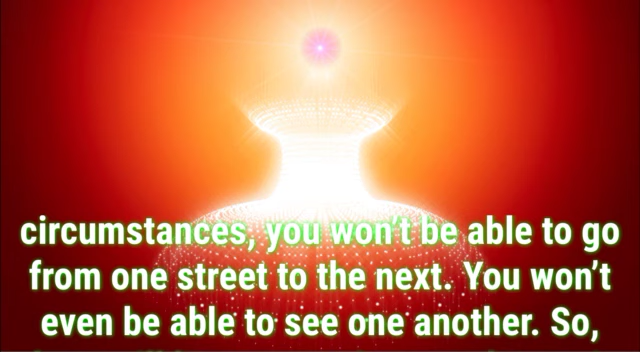 circumstances, you won't be able to go
from one street to the next. You won't
even be able to see one another. So,